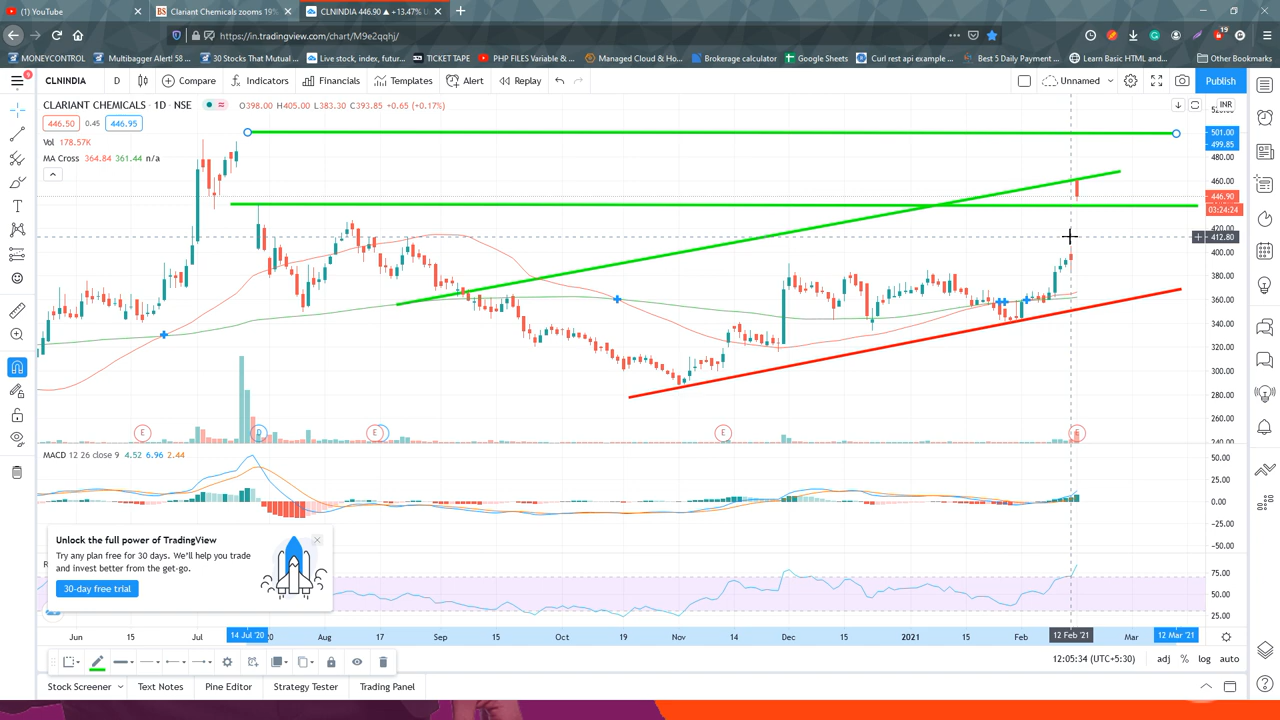 (1) YouTube
BS Clariant Chemicals zooms 19%
CLNINDIA 446.90 ▲ +13.47%
https://in.tradingview.com/chart/M9e2qqhj/
19
MONEYCONTROL
Multibagger Alert! 58 ...
30 Stocks That Mutual ...
Live stock, index, futur...
TICKET TAPE
PHP FILES VIDEO
Managed Cloud & Ho...
Brokerage calculator
Google Sheets
Curl rest api example ...
Best 5 Daily Payment ...
Learn Basic HTML and...
Other Bookmarks
CLNINDIA
D
Compare
Indicators
Financials
Templates
Alert
Replay
Unnamed
Publish
CLARIANT CHEMICALS · 1D · NSE
O398.00 H405.00 L383.30 C393.85 +0.65 (+0.17%)
INR
446.50 0.45 446.95
Vol 178.57K
MA Cross 364.84 361.44 n/a
520.00
501.00
499.85
480.00
460.00
446.90
03:24:24
412.80
400.00
380.00
360.00
340.00
320.00
300.00
280.00
260.00
240.00
E
D
E
E
E
MACD 12 26 close 9 4.52 6.96 2.44
50.00
25.00
0.00
−25.00
−50.00
Unlock the full power of TradingView
Try any plan free for 30 days. We'll help you trade
and invest better from the get-go.
30-day free trial
R
75.00
50.00
25.00
Jun 15 Jul 14 Jul '20 20 Aug 17 Sep 14 Oct 19 Nov 14 Dec 15 2021 15 Feb 12 Feb '21 Mar 12 Mar '21
12:05:34 (UTC+5:30)
adj % log auto
Stock Screener
Text Notes
Pine Editor
Strategy Tester
Trading Panel